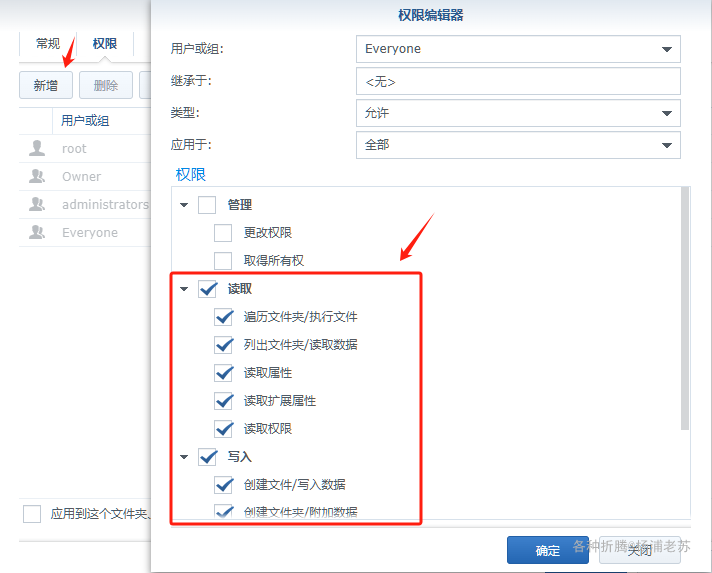 权限编辑器
常规 权限
新增 删除
用户或组
root
Owner
administrators
Everyone
应用到这个文件夹、
用户或组: Everyone
继承于: <无>
类型: 允许
应用于: 全部
权限
管理
更改权限
取得所有权
读取
遍历文件夹/执行文件
列出文件夹/读取数据
读取属性
读取扩展属性
读取权限
写入
创建文件/写入数据
创建文件夹/附加数据
确定 关闭
各种折腾@杨浦老苏